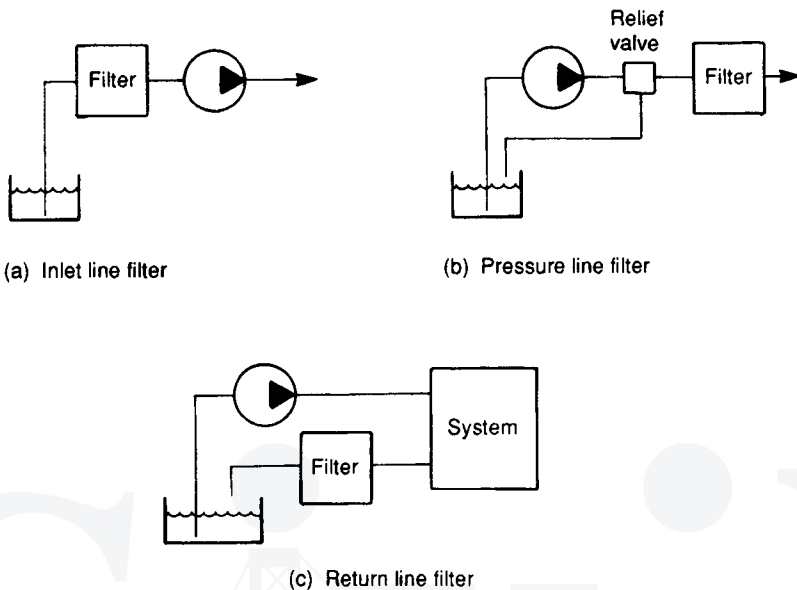 Filter
(a) Inlet line filter
Relief
valve
Filter
(b) Pressure line filter
System
Filter
(c) Return line filter